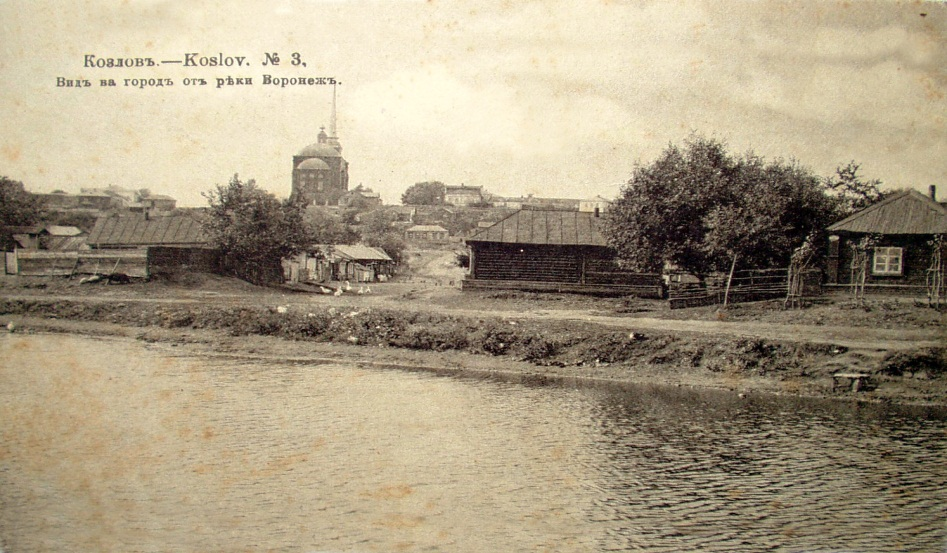 Козловъ.—Koslov. № 3,
Видъ на городъ отъ рѣки Воронежъ.